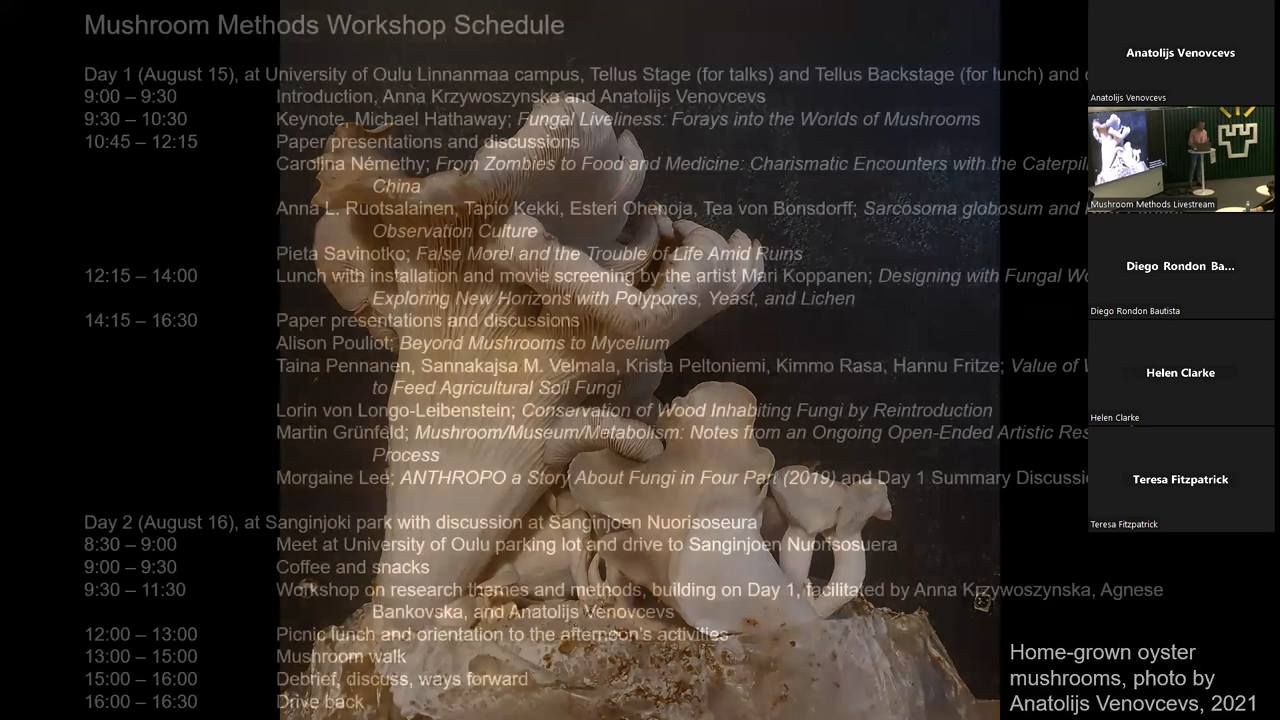 Mushroom Methods Workshop Schedule
Day 1 (August 15), at University of Oulu Linnanmaa campus, Tellus Stage (for talks) and Tellus Backstage (for lunch) and
9:00 – 9:30 Introduction, Anna Krzywoszynska and Anatolijs Venovcevs
9:30 – 10:30 Keynote, Michael Hathaway; Fungal Liveliness: Forays into the Worlds of Mushrooms
10:45 – 12:15 Paper presentations and discussions
Carolina Némethy; From Zombies to Food and Medicine: Charismatic Encounters with the
China
Anna L. Ruotsalainen, Tapio Kekki, Esteri Ohenoja, Tea von Bonsdorff; Sarcosoma globosum and
Observation Culture
Pieta Savinotko; False Morel and the Trouble of Life Amid Ruins
12:15 – 14:00 Lunch with installation and movie screening by the artist Mari Koppanen; Designing with Fungal
Exploring New Horizons with Polypores, Yeast, and Lichen
14:15 – 16:30 Paper presentations and discussions
Alison Pouliot; Beyond Mushrooms to Mycelium
Taina Pennanen, Sannakajsa M. Velmala, Krista Peltoniemi, Kimmo Rasa, Hannu Fritze; Value of
to Feed Agricultural Soil Fungi
Lorin von Longo-Leibenstein; Conservation of Wood Inhabiting Fungi by Reintroduction
Martin Grünfeld; Mushroom/Museum/Metabolism: Notes from an Ongoing Open-Ended Artistic
Process
Morgaine Lee; ANTHROPO a Story About Fungi in Four Part (2019) and Day 1 Summary
Day 2 (August 16), at Sanginjoki park with discussion at Sanginjoen Nuorisoseura
8:30 – 9:00 Meet at University of Oulu parking lot and drive to Sanginjoen Nuorisosuera
9:00 – 9:30 Coffee and snacks
9:30 – 11:30 Workshop on research themes and methods, building on Day 1, facilitated by Anna Krzywoszynska, Agnese
Bankovska, and Anatolijs Venovcevs
12:00 – 13:00 Picnic lunch and orientation to the afternoon's activities
13:00 – 15:00 Mushroom walk
15:00 – 16:00 Debrief, discuss, ways forward
16:00 – 16:30 Drive back
Home-grown oyster
mushrooms, photo by
Anatolijs Venovcevs, 2021
Anatolijs Venovcevs
Anatolijs Venovcevs
Mushroom Methods Livestream
Diego Rondon Ba...
Diego Rondon Bautista
Helen Clarke
Helen Clarke
Teresa Fitzpatrick
Teresa Fitzpatrick